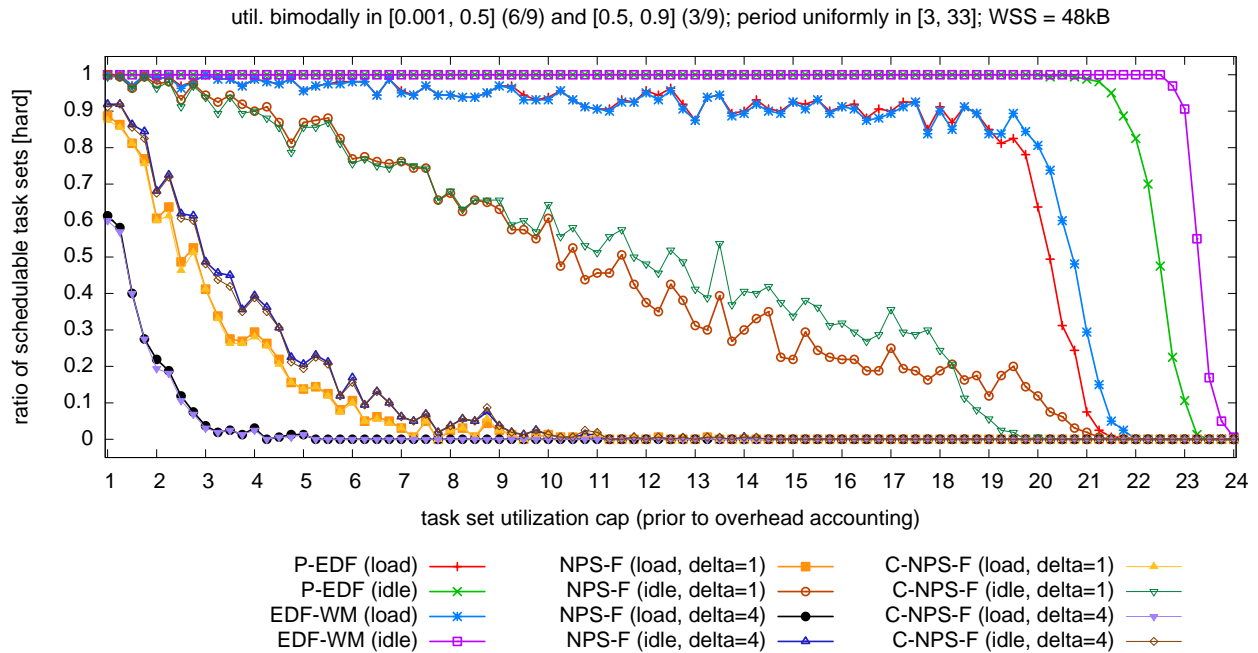 util. bimodally in [0.001, 0.5] (6/9) and [0.5, 0.9] (3/9); period uniformly in [3, 33]; WSS = 48kB
ratio of schedulable task sets [hard]
1
0.9
0.8
0.7
0.6
0.5
0.4
0.3
0.2
0.1
0
1 2 3 4 5 6 7 8 9 10 11 12 13 14 15 16 17 18 19 20 21 22 23 24
task set utilization cap (prior to overhead accounting)
P-EDF (load) NPS-F (load, delta=1) C-NPS-F (load, delta=1)
P-EDF (idle) NPS-F (idle, delta=1) C-NPS-F (idle, delta=1)
EDF-WM (load) NPS-F (load, delta=4) C-NPS-F (load, delta=4)
EDF-WM (idle) NPS-F (idle, delta=4) C-NPS-F (idle, delta=4)